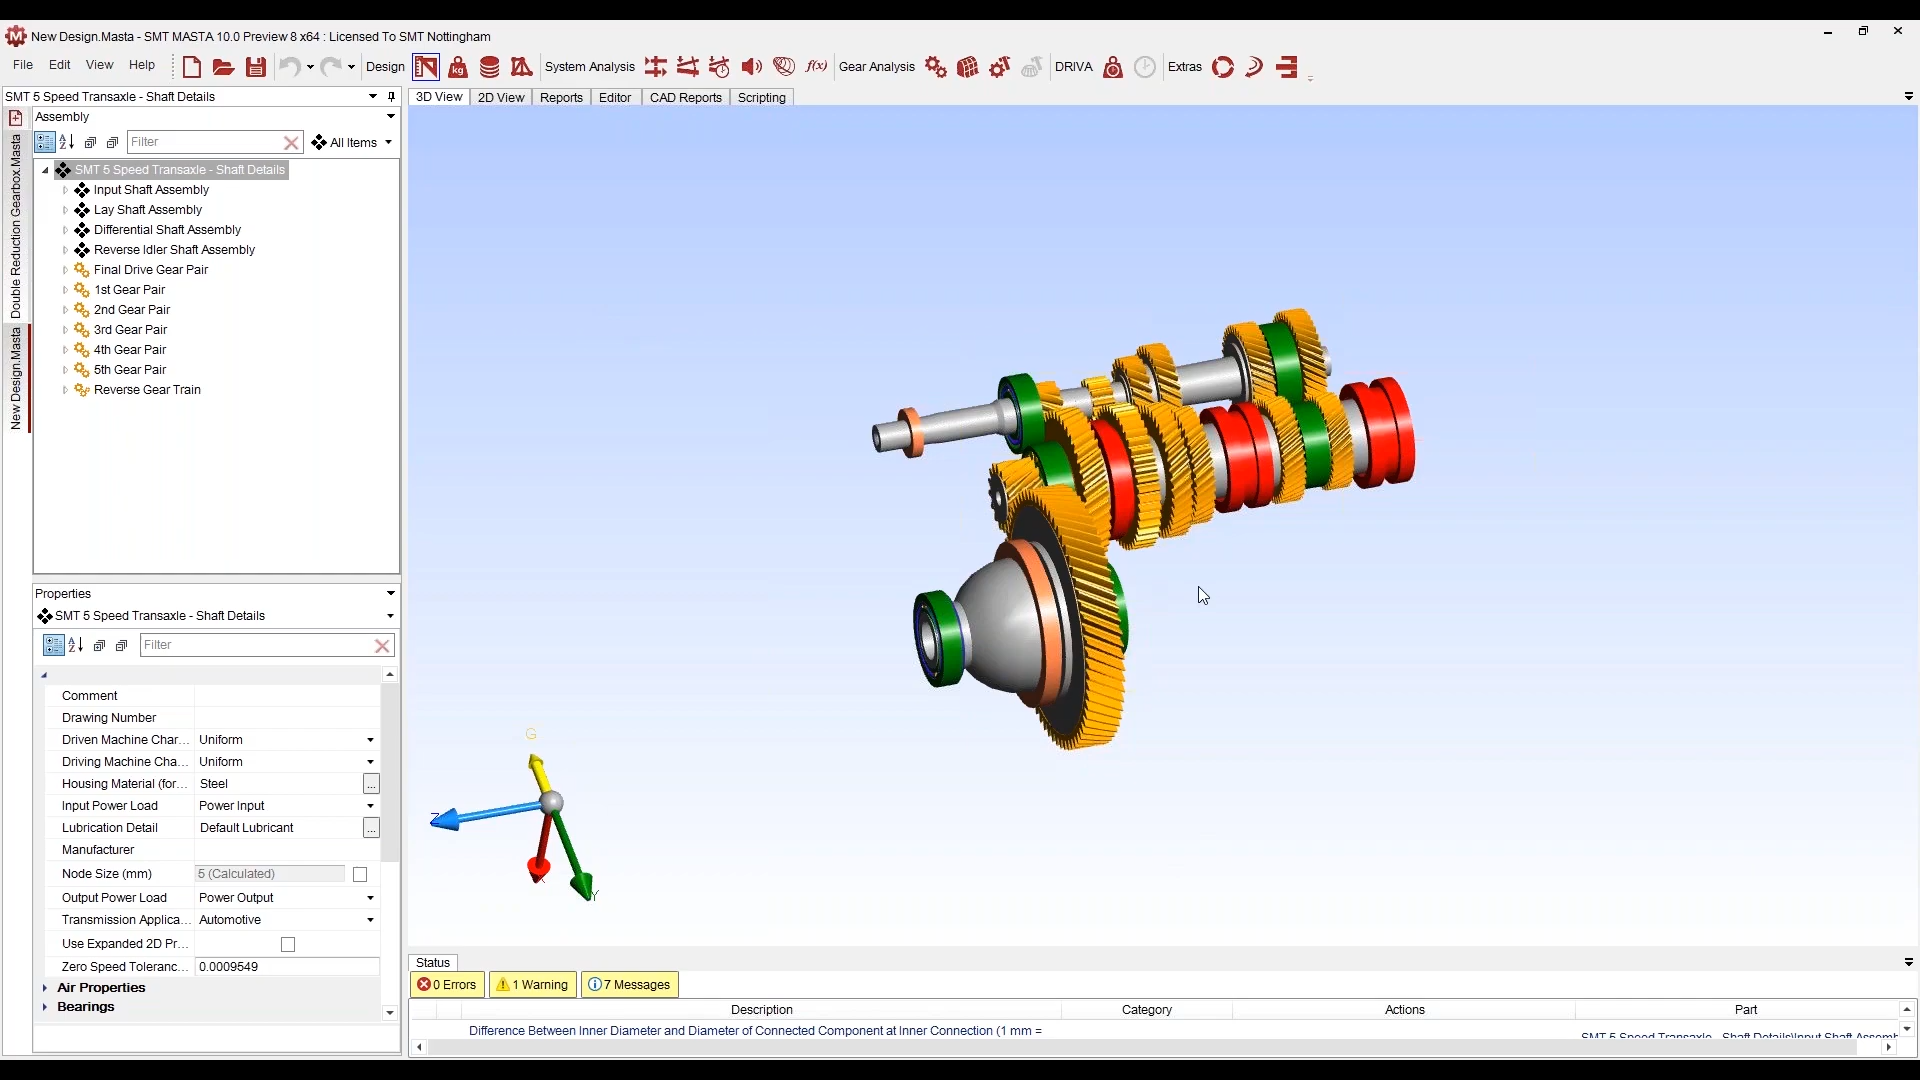 New Design.Masta - SMT MASTA 10.0 Preview 8 x64 : Licensed To SMT Nottingham
File Edit View Help Design System Analysis f(x) Gear Analysis DRIVA Extras
SMT 5 Speed Transaxle - Shaft Details
3D View 2D View Reports Editor CAD Reports Scripting
Assembly
Filter All Items
Double Reduction Gearbox.Masta
New Design.Masta
SMT 5 Speed Transaxle - Shaft Details
Input Shaft Assembly
Lay Shaft Assembly
Differential Shaft Assembly
Reverse Idler Shaft Assembly
Final Drive Gear Pair
1st Gear Pair
2nd Gear Pair
3rd Gear Pair
4th Gear Pair
5th Gear Pair
Reverse Gear Train
Properties
SMT 5 Speed Transaxle - Shaft Details
Filter
Comment
Drawing Number
Driven Machine Char... Uniform
Driving Machine Cha... Uniform
Housing Material (for... Steel ...
Input Power Load Power Input
Lubrication Detail Default Lubricant ...
Manufacturer
Node Size (mm) 5 (Calculated)
Output Power Load Power Output
Transmission Applica... Automotive
Use Expanded 2D Pr...
Zero Speed Toleranc... 0.0009549
Air Properties
Bearings
G
Z
X
Y
Status
0 Errors 1 Warning 7 Messages
Description Category Actions Part
Difference Between Inner Diameter and Diameter of Connected Component at Inner Connection (1 mm =
SMT 5 Speed Transaxle - Shaft Details\Input Shaft Assemb